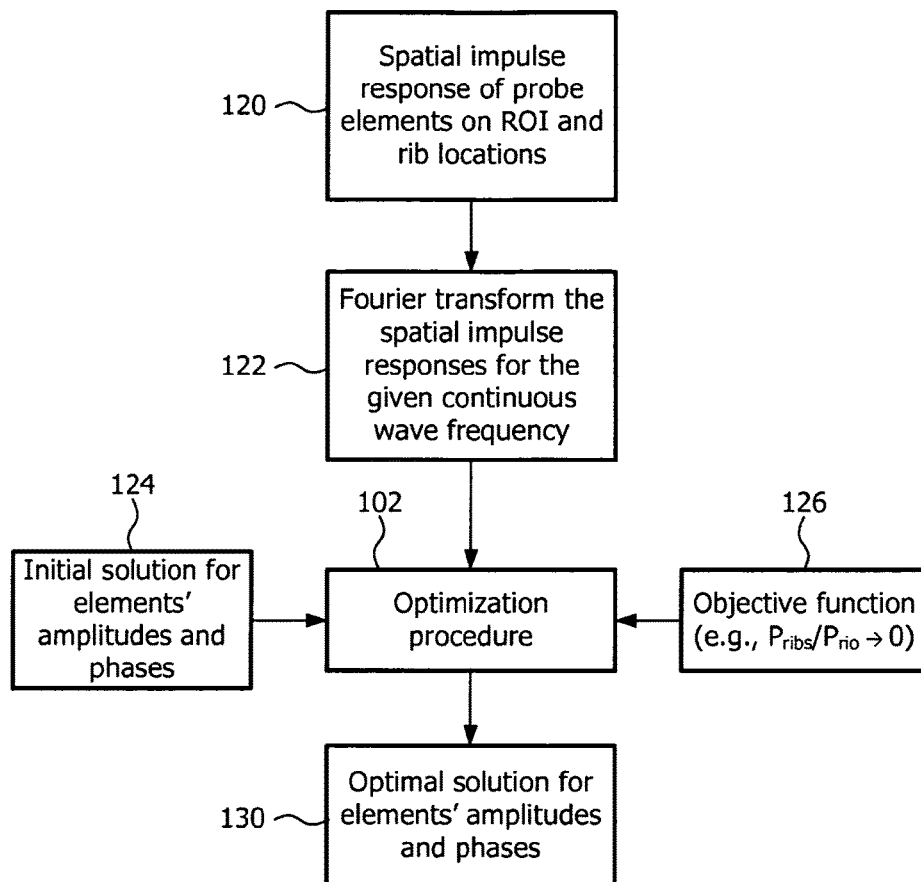 Spatial impulse
response of probe
elements on ROI and
rib locations
120
Fourier transform the
spatial impulse
responses for the
given continuous
wave frequency
122
124
102
126
Initial solution for
elements’
amplitudes and
phases
Optimization
procedure
Objective function
(e.g., Pribs/Prio → 0)
Optimal solution for
elements’ amplitudes
and phases
130